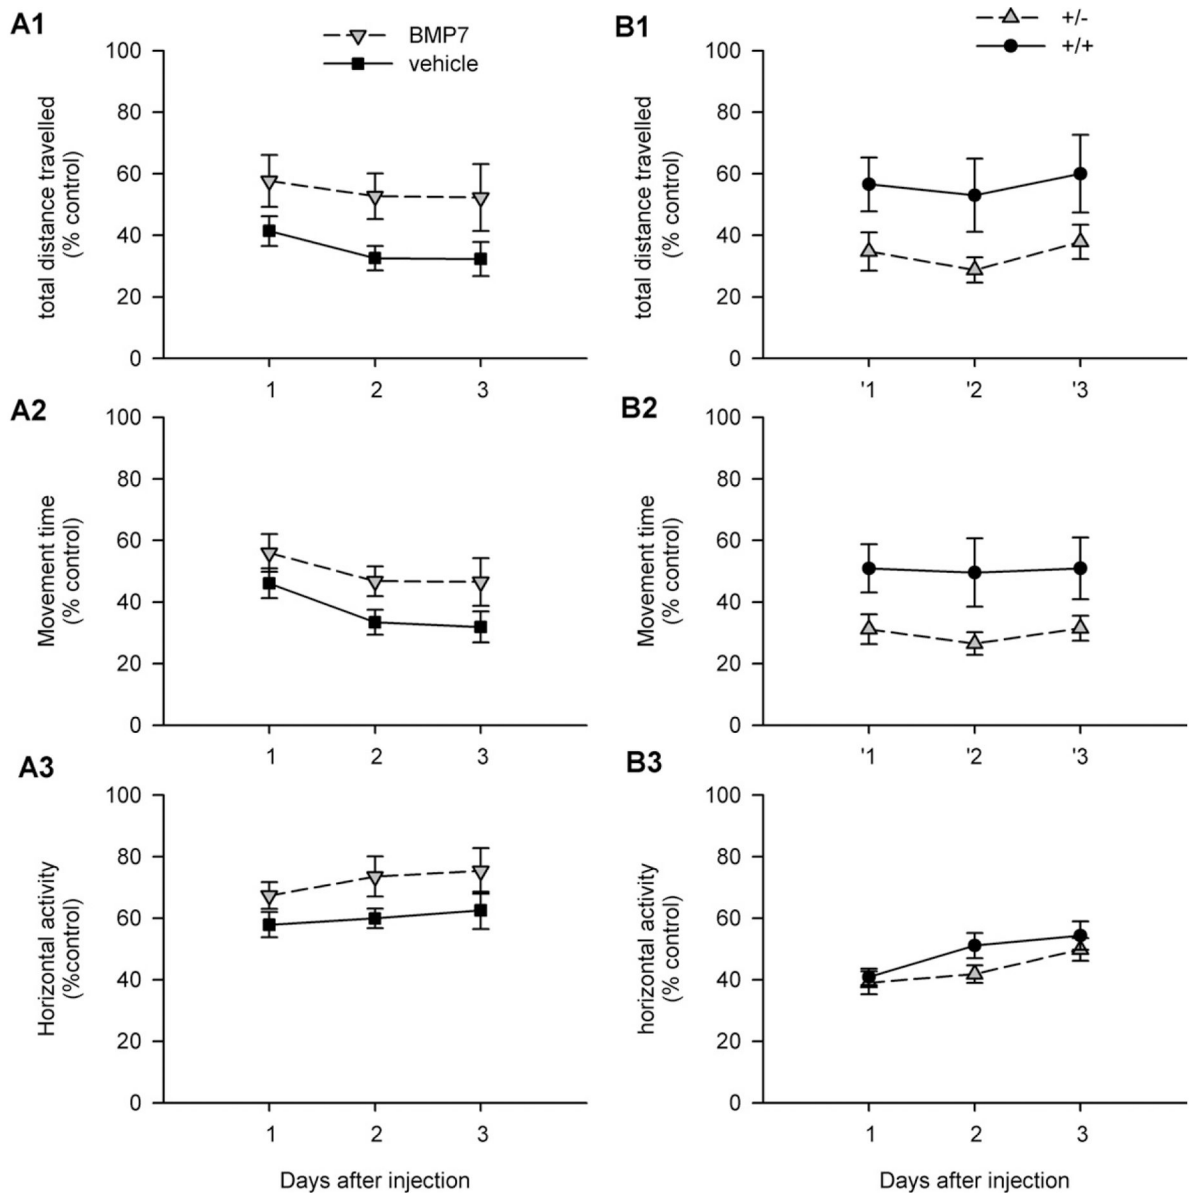 A1
BMP7
vehicle
100
80
60
40
20
0
total distance travelled
(% control)
1 2 3
B1
+/-
+/+
100
80
60
40
20
0
total distance travelled
(% control)
'1 '2 '3
A2
100
80
60
40
20
0
Movement time
(% control)
1 2 3
B2
100
80
60
40
20
0
Movement time
(% control)
'1 '2 '3
A3
100
80
60
40
20
0
Horizontal activity
(%control)
1 2 3
Days after injection
B3
100
80
60
40
20
0
horizontal activity
(% control)
1 2 3
Days after injection